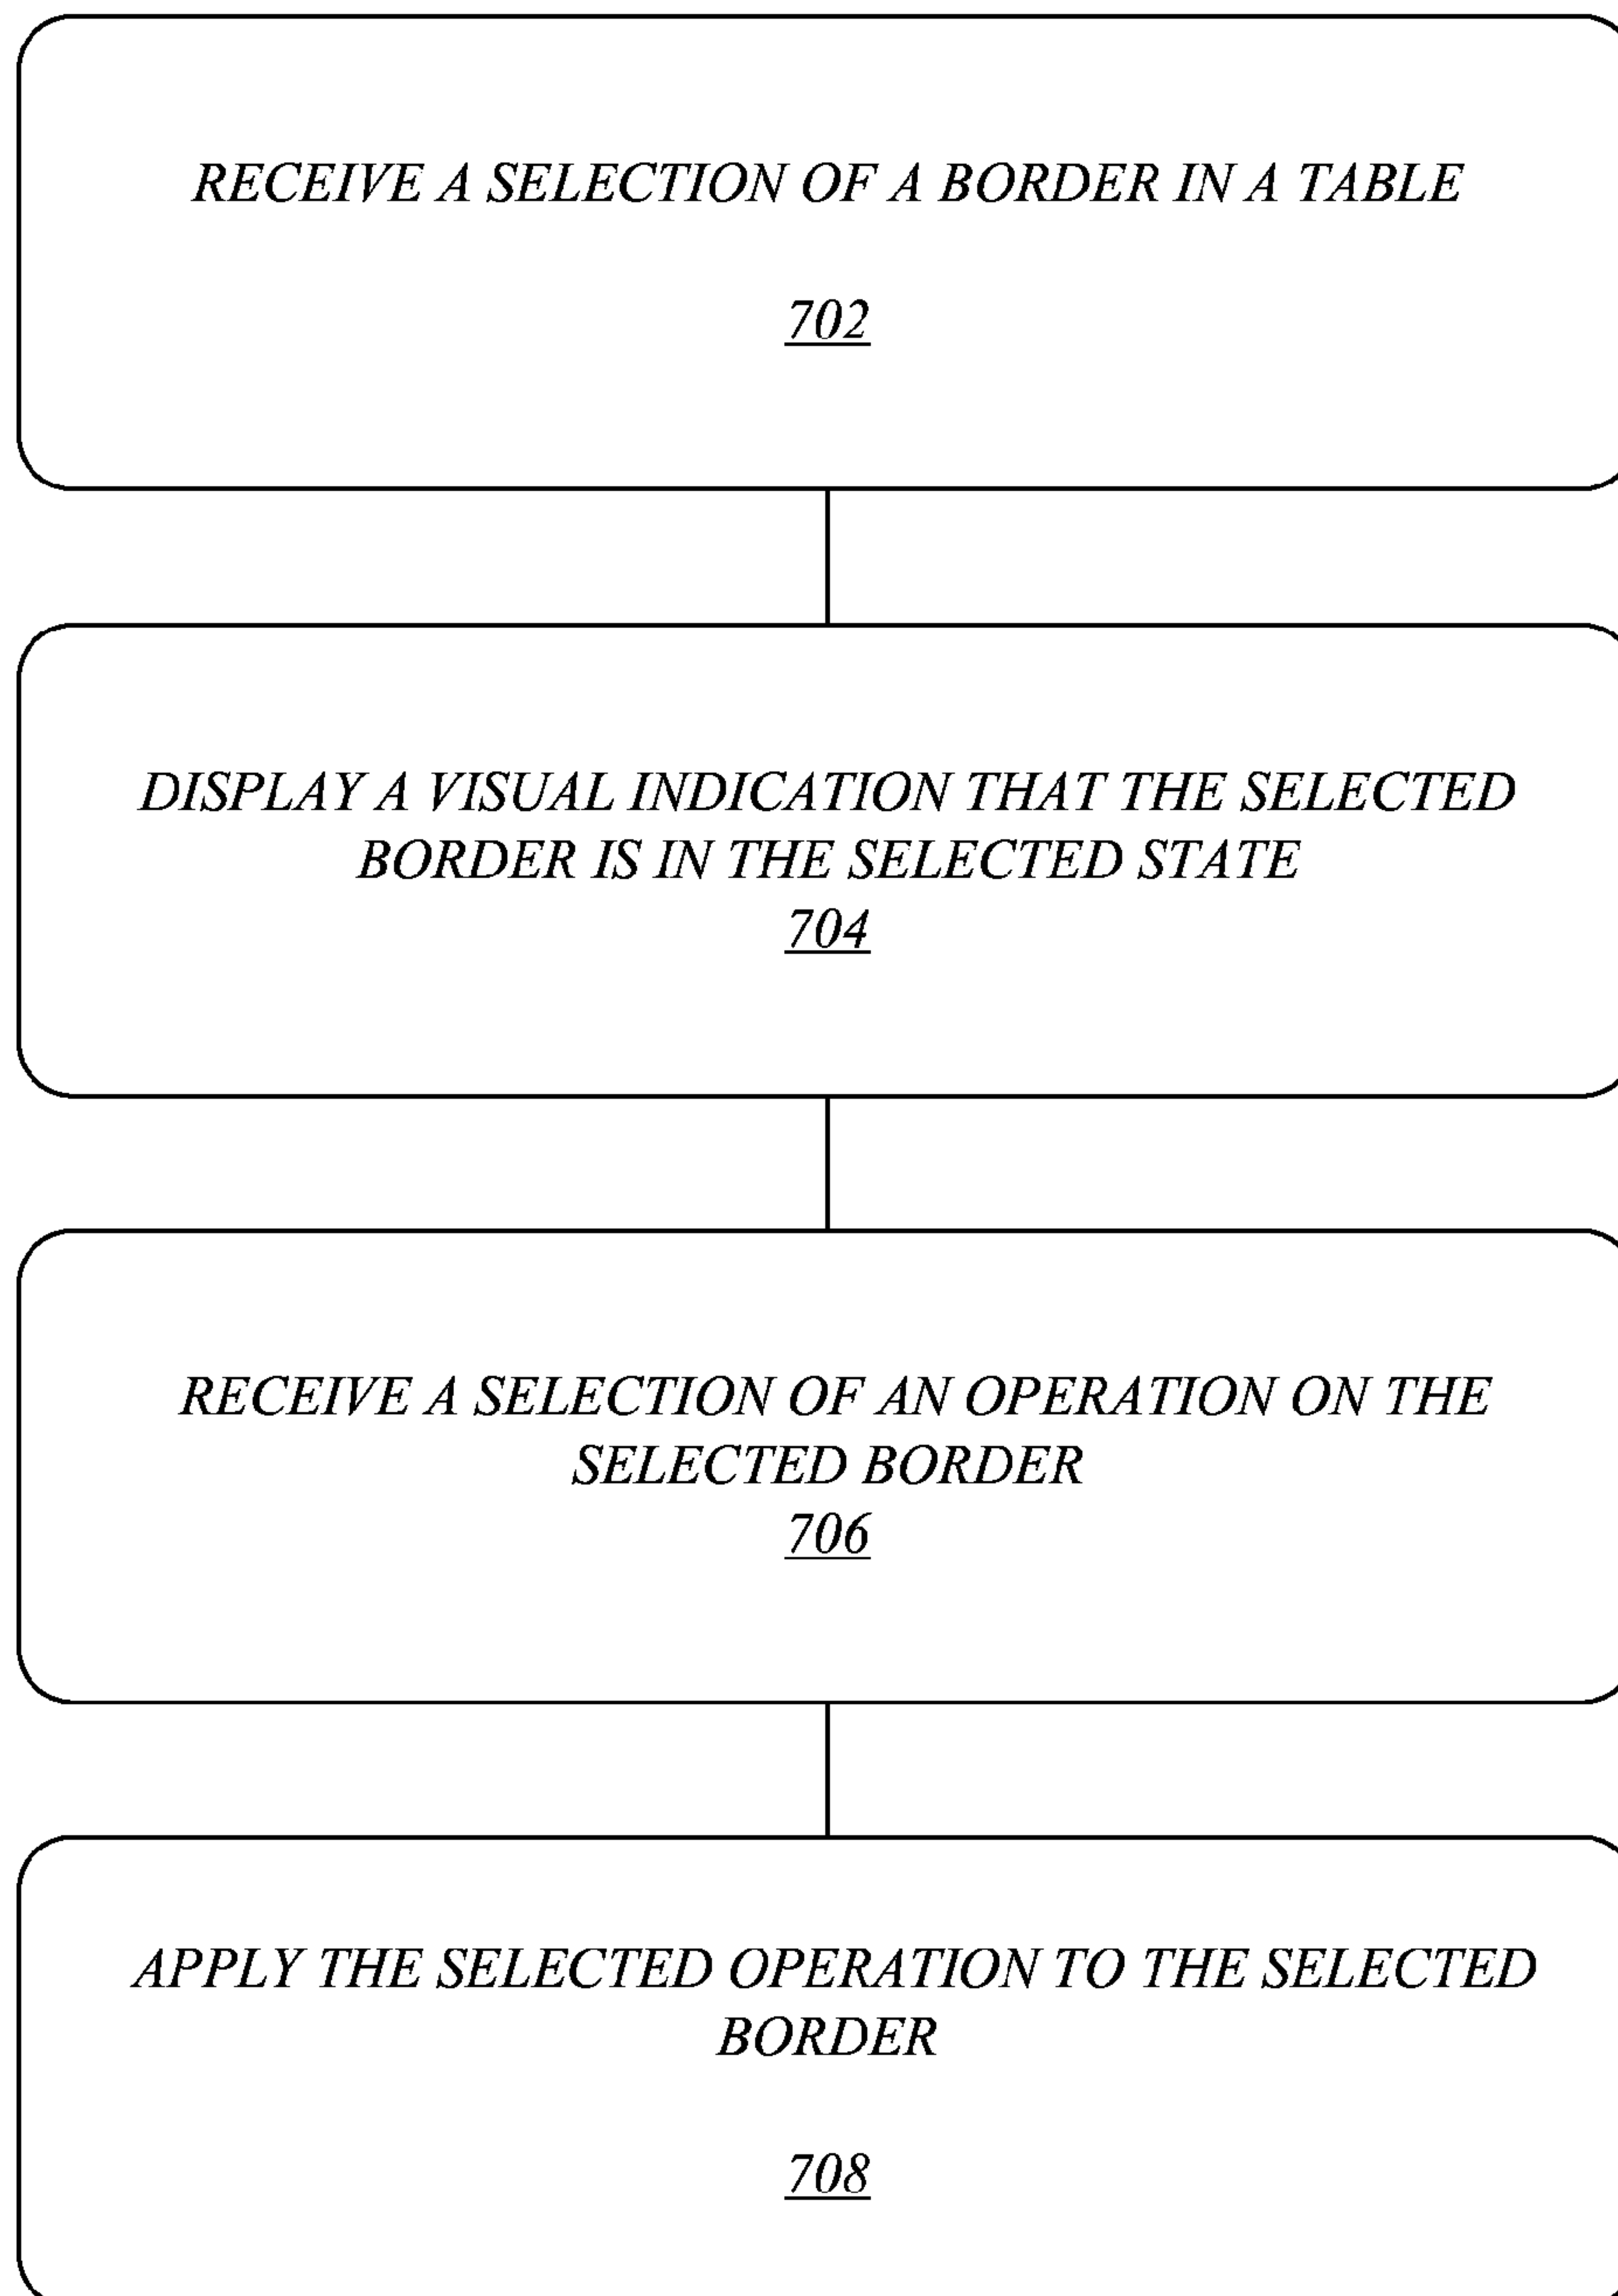 RECEIVE A SELECTION OF A BORDER IN A TABLE
702
DISPLAY A VISUAL INDICATION THAT THE SELECTED
BORDER IS IN THE SELECTED STATE
704
RECEIVE A SELECTION OF AN OPERATION ON THE
SELECTED BORDER
706
APPLY THE SELECTED OPERATION TO THE SELECTED
BORDER
708